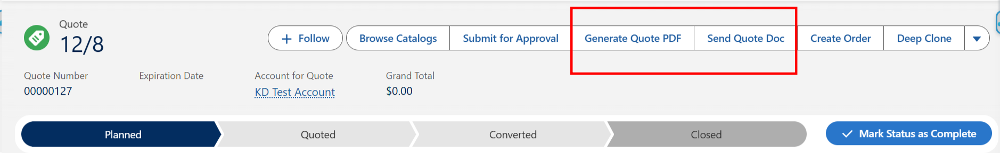 Quote
12/8
Follow
Browse Catalogs
Submit for Approval
Generate Quote PDF
Send Quote Doc
Create Order
Deep Clone
Quote Number
00000127
Expiration Date
Account for Quote
KD Test Account
Grand Total
$0.00
Planned
Quoted
Converted
Closed
Mark Status as Complete